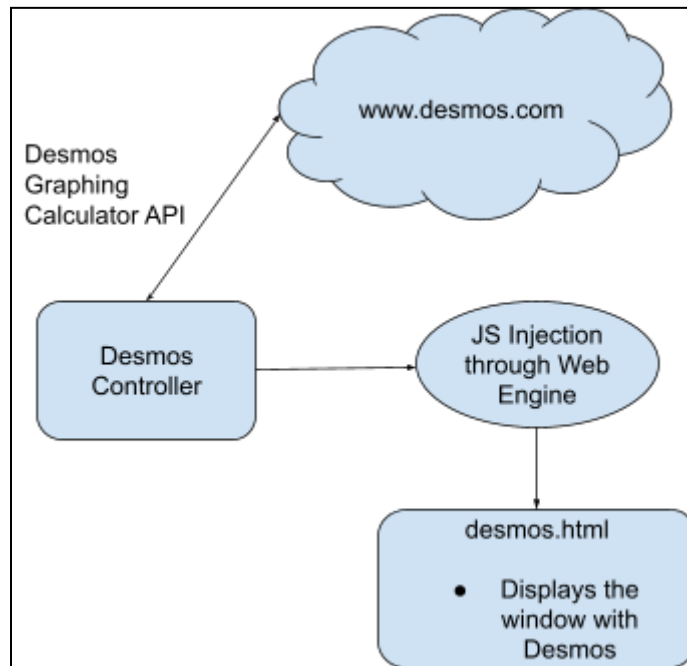 www.desmos.com
Desmos
Graphing
Calculator API
Desmos
Controller
JS Injection
through Web
Engine
desmos.html
● Displays the
window with
Desmos